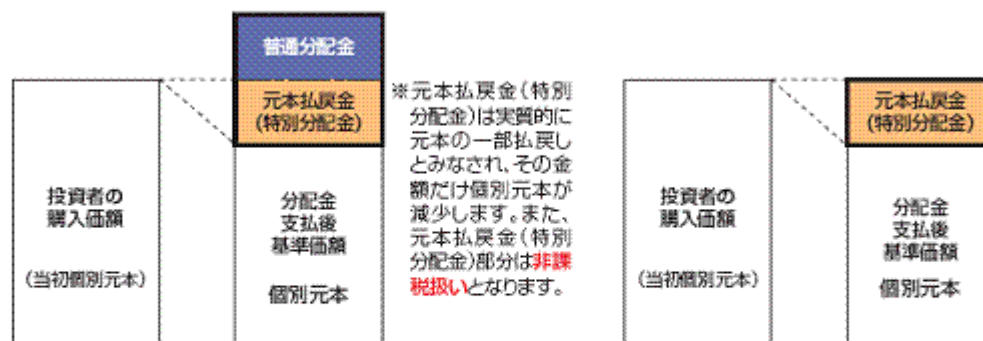 普通分配金
元本払戻金
(特別分配金)
投資者の
購入価額
(当初個別元本)
分配金
支払後
基準価額
個別元本
※元本払戻金(特別
分配金)は実質的に
元本の一部払戻し
とみなされ、その金
額だけ個別元本が
減少します。また、
元本払戻金(特別
分配金)部分は非課
税扱いとなります。
投資者の
購入価額
(当初個別元本)
元本払戻金
(特別分配金)
分配金
支払後
基準価額
個別元本